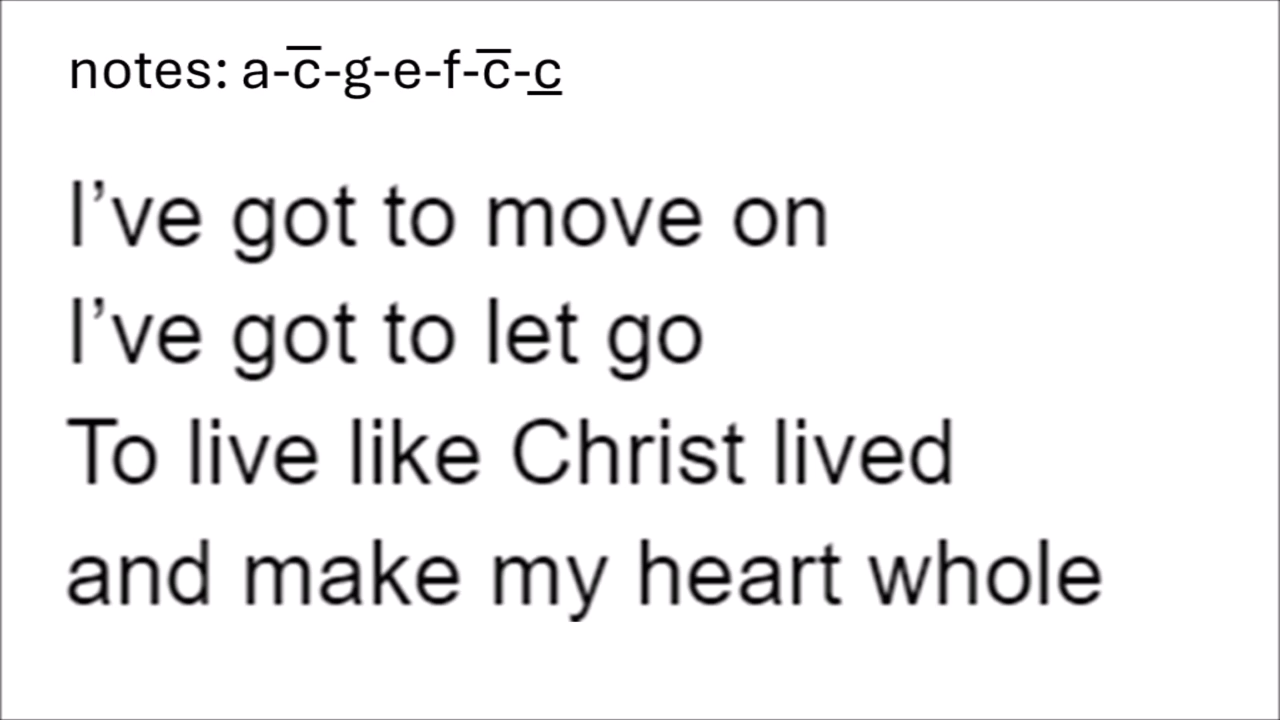 notes: a-c̅-g-e-f-c̅-c̲
I’ve got to move on
I’ve got to let go
To live like Christ lived
and make my heart whole